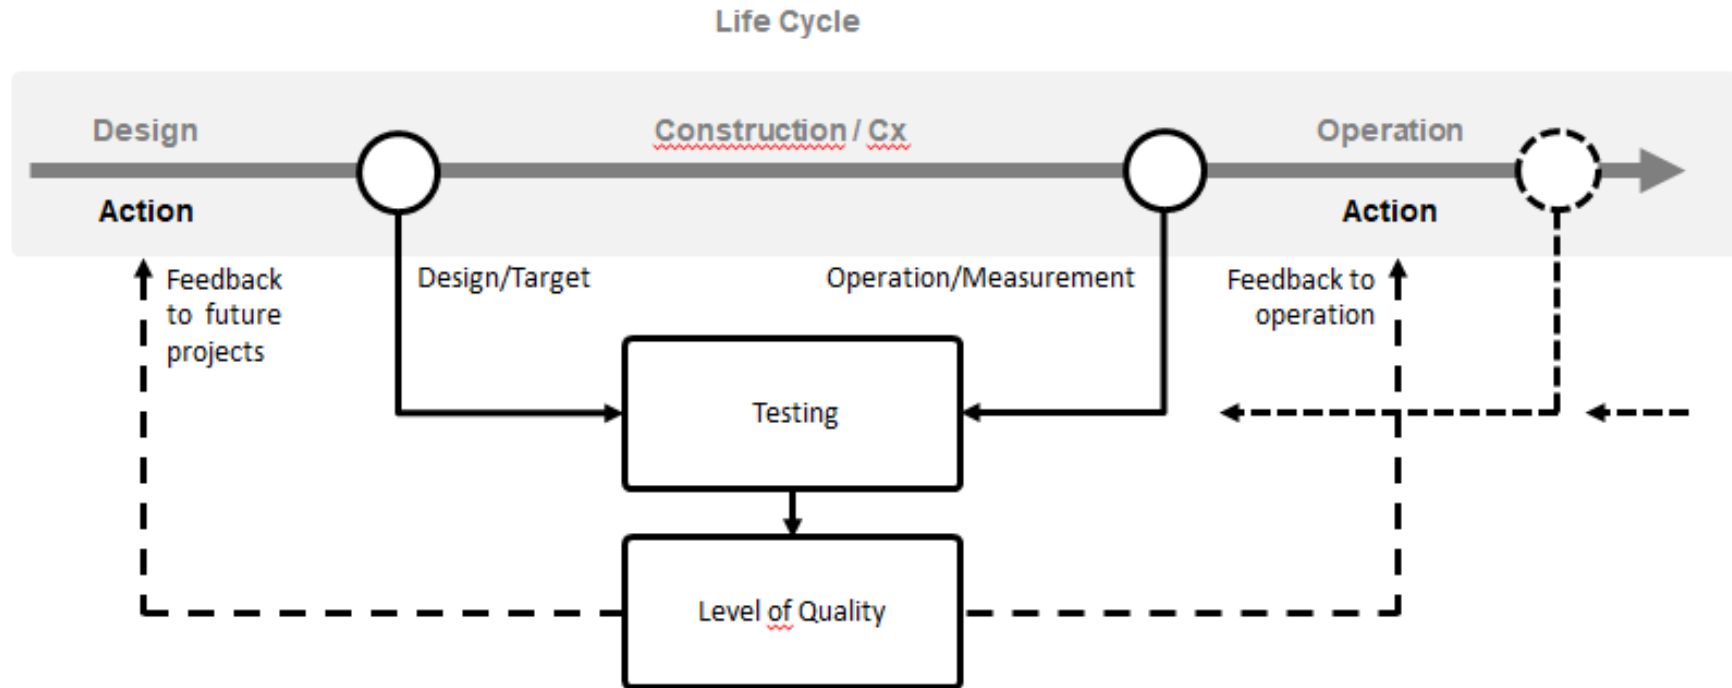 Life Cycle
Design
Construction / Cx
Operation
Action
Action
Feedback
to future
projects
Design/Target
Operation/Measurement
Feedback to
operation
Testing
Level of Quality